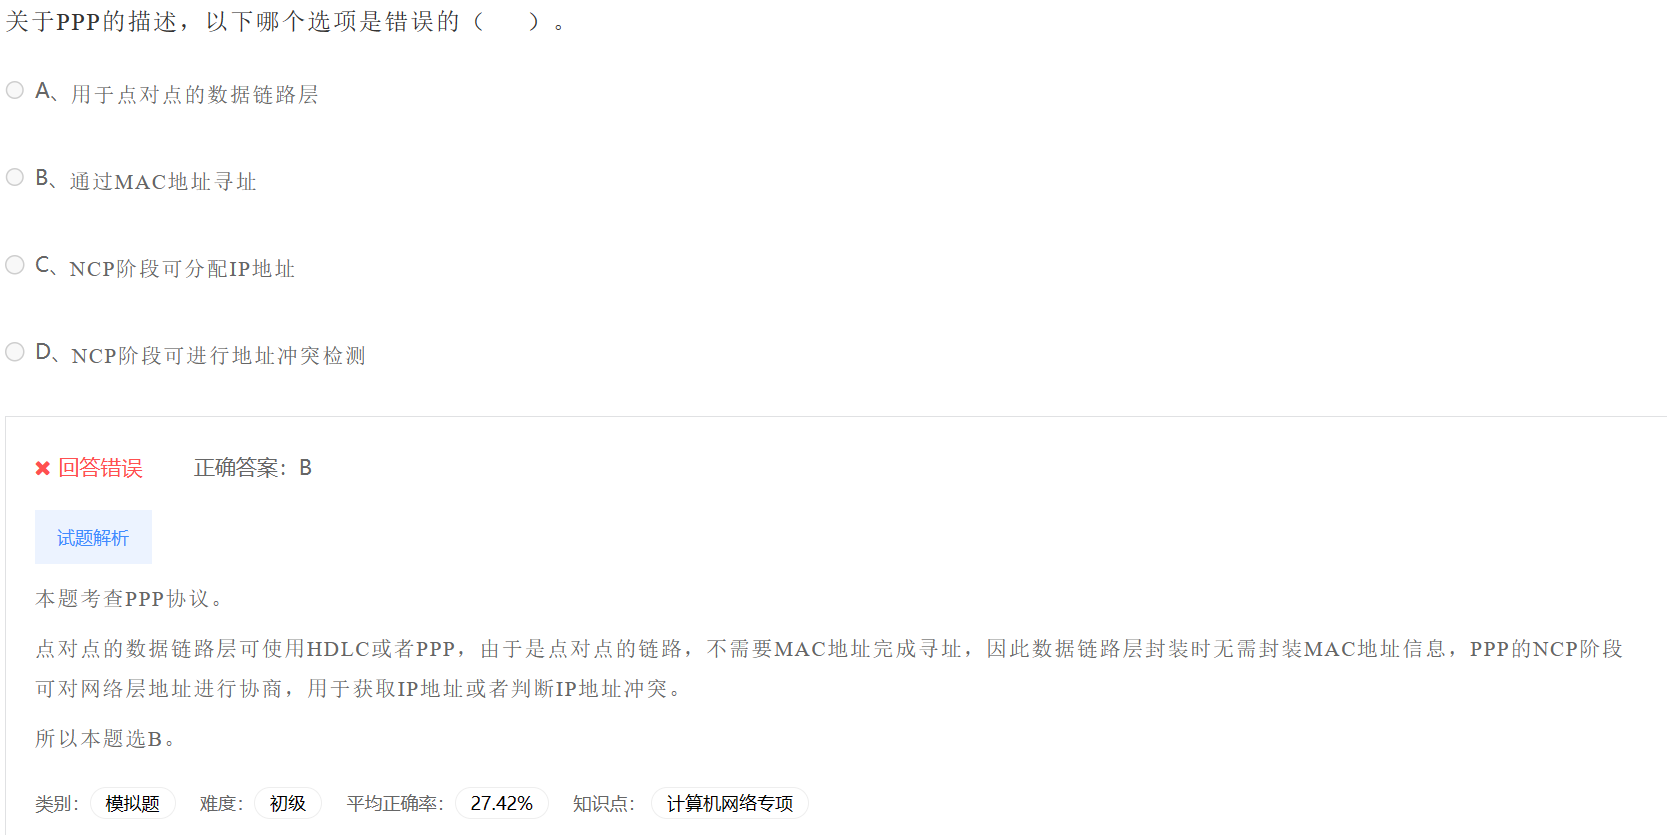 关于PPP的描述，以下哪个选项是错误的（ ）。
A、用于点对点的数据链路层
B、通过MAC地址寻址
C、NCP阶段可分配IP地址
D、NCP阶段可进行地址冲突检测
✖ 回答错误 正确答案：B
试题解析
本题考查PPP协议。
点对点的数据链路层可使用HDLC或者PPP，由于是点对点的链路，不需要MAC地址完成寻址，因此数据链路层封装时无需封装MAC地址信息，PPP的NCP阶段
可对网络层地址进行协商，用于获取IP地址或者判断IP地址冲突。
所以本题选B。
类别： 模拟题 难度： 初级 平均正确率： 27.42% 知识点： 计算机网络专项